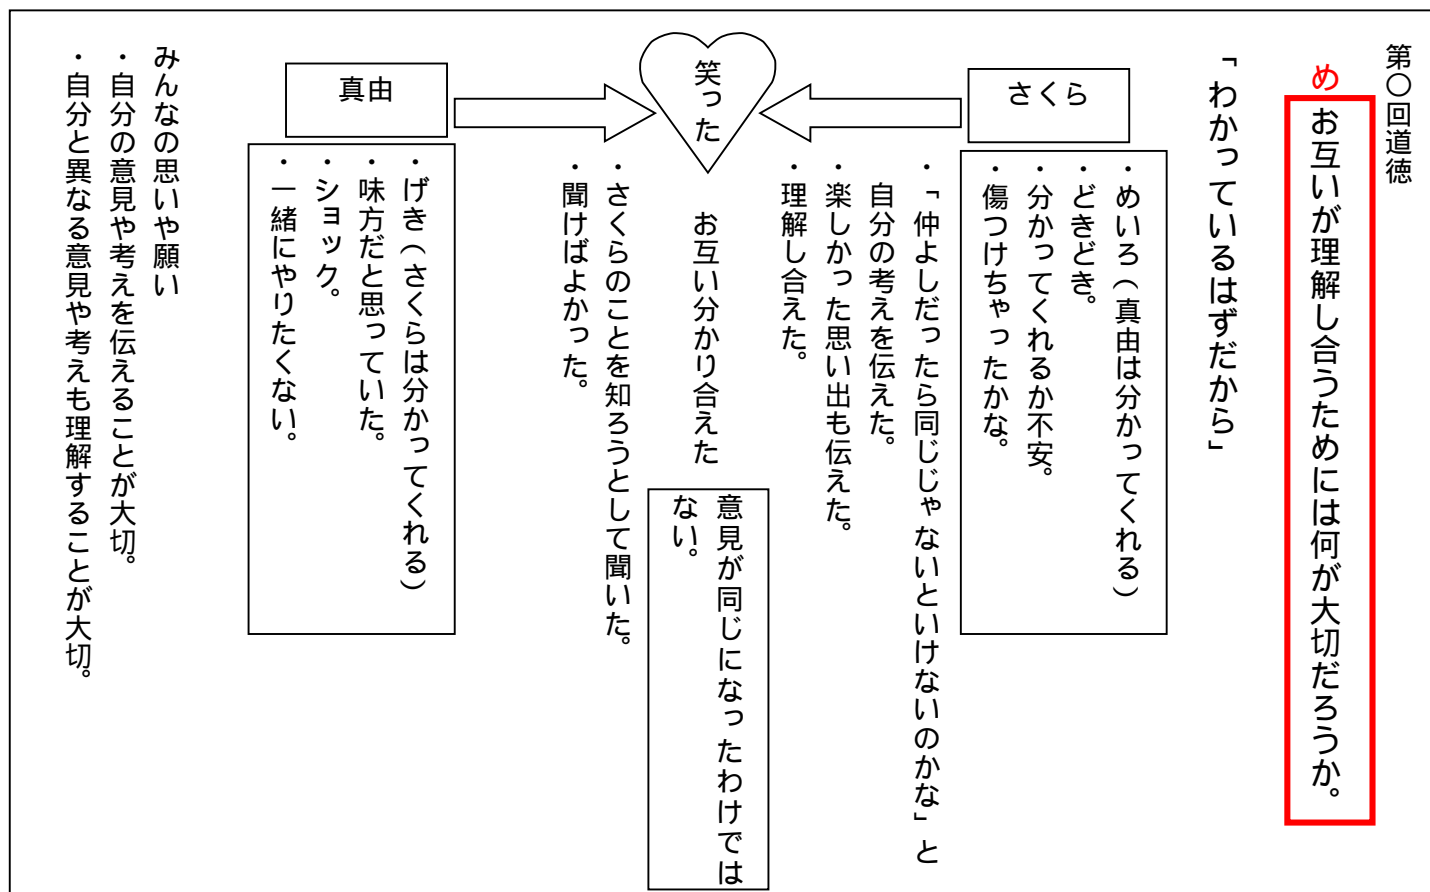 第〇回道徳
め
お互いが理解し合うためには何が大切だろうか。
「わかっているはずだから」
さくら
・めいろ（真由は分かってくれる）
・どきどき。
・分かってくれるか不安。
・傷つけちゃったかな。
・「仲よしだったら同じじゃないといけないのかな」と
自分の考えを伝えた。
・楽しかった思い出も伝えた。
・理解し合えた。
笑った
お互い分かり合えた
意見が同じになったわけでは
ない。
・さくらのことを知ろうとして聞いた。
・聞けばよかった。
真由
・げき（さくらは分かってくれる）
・味方だと思っていた。
・ショック。
・一緒にやりたくない。
みんなの思いや願い
・自分の意見や考えを伝えることが大切。
・自分と異なる意見や考えも理解することが大切。